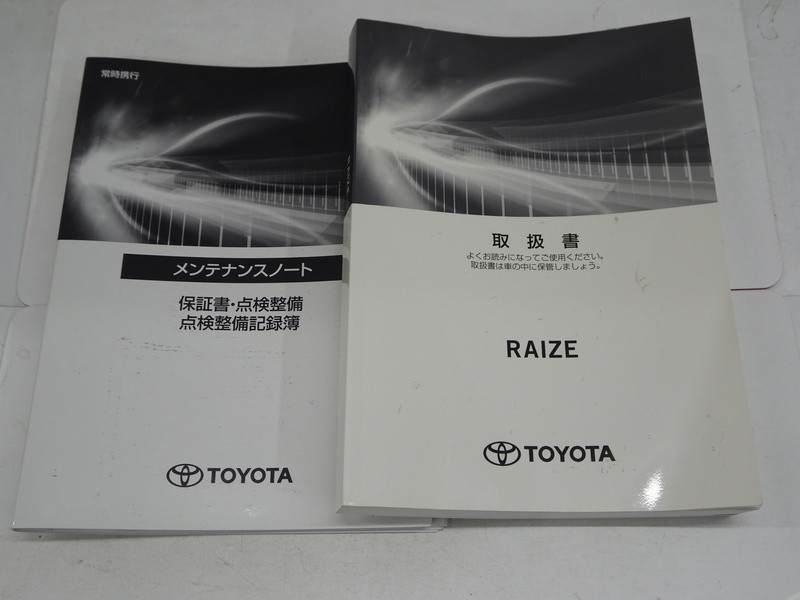 常時携行
メンテナンスノート
保証書・点検整備
点検整備記録簿
TOYOTA
取扱書
よくお読みになってご使用ください。
取扱書は車の中に保管しましょう。
RAIZE
TOYOTA